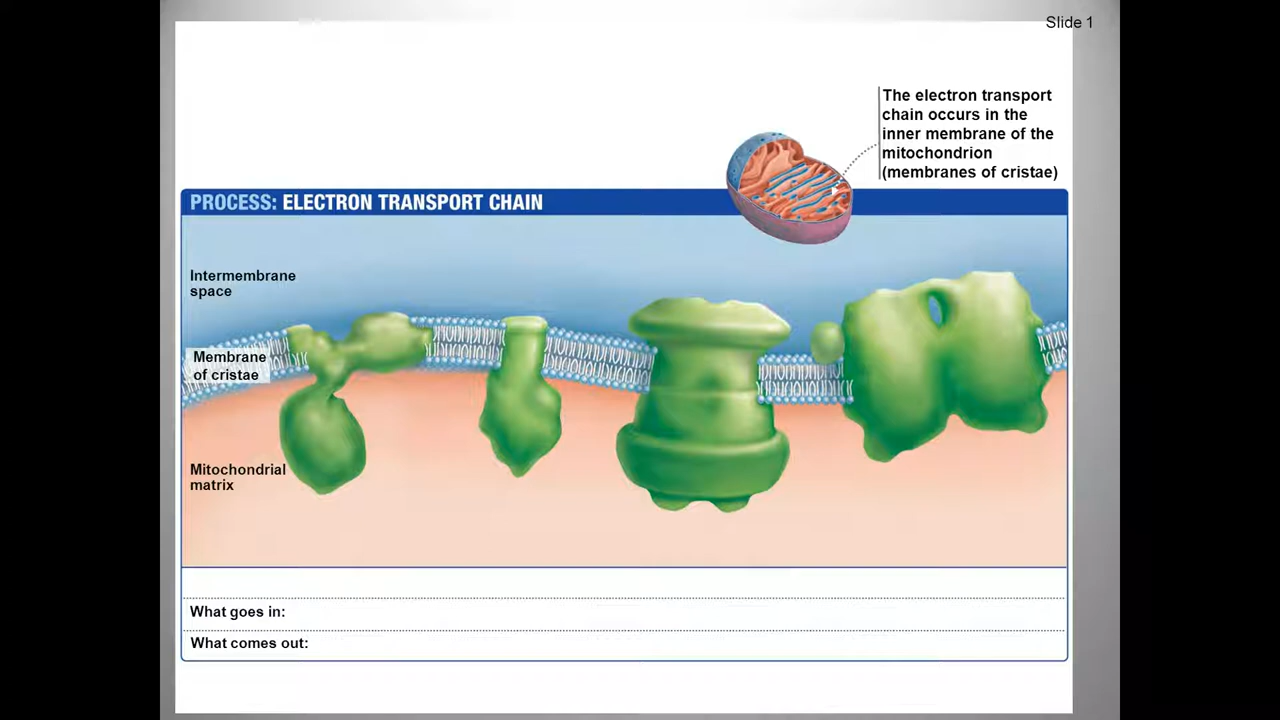 Slide 1
The electron transport
chain occurs in the
inner membrane of the
mitochondrion
(membranes of cristae)
PROCESS: ELECTRON TRANSPORT CHAIN
Intermembrane
space
Membrane
of cristae
Mitochondrial
matrix
What goes in:
What comes out: